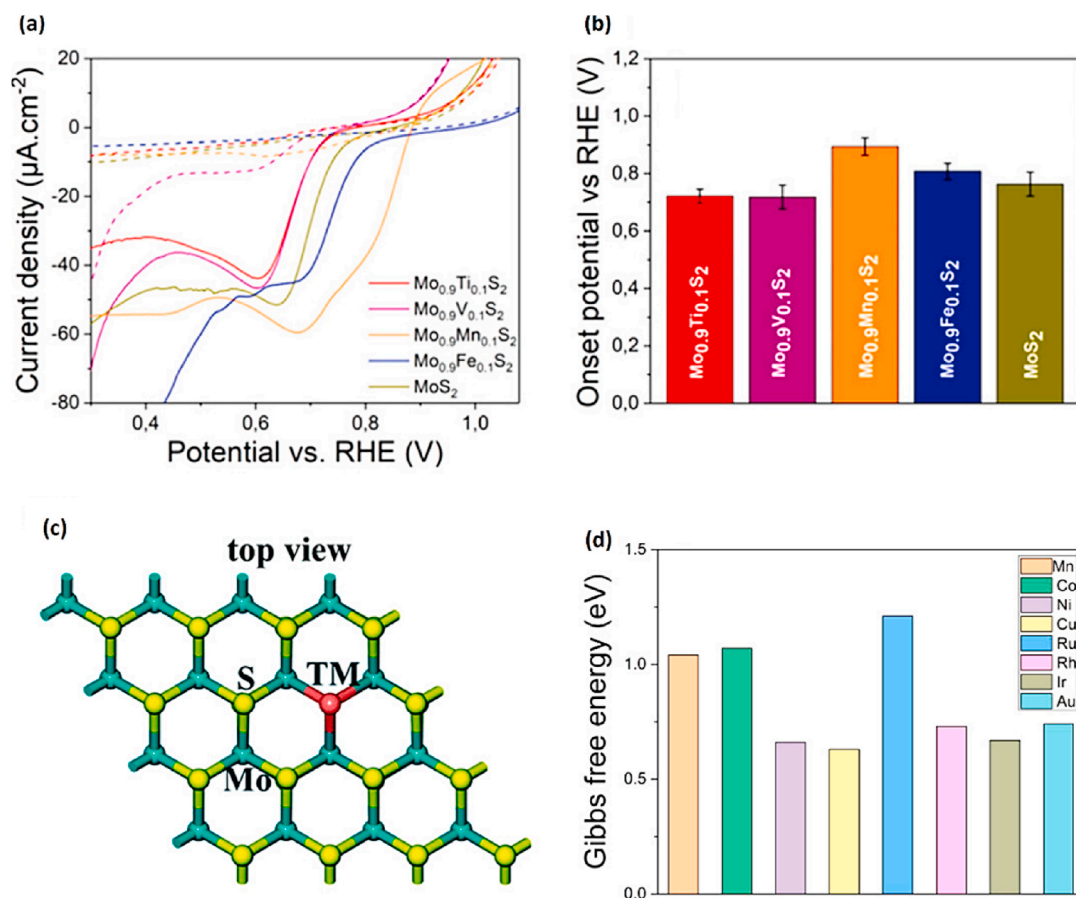 (a)
20
0
-20
-40
-60
-80
Current density (µA.cm⁻²)
Mo₀.₉Ti₀.₁S₂
Mo₀.₉V₀.₁S₂
Mo₀.₉Mn₀.₁S₂
Mo₀.₉Fe₀.₁S₂
MoS₂
0,4 0,6 0,8 1,0
Potential vs. RHE (V)
(b)
1,2
1,0
0,8
0,6
0,4
0,2
0,0
Onset potential vs RHE (V)
Mo₀.₉Ti₀.₁S₂
Mo₀.₉V₀.₁S₂
Mo₀.₉Mn₀.₁S₂
Mo₀.₉Fe₀.₁S₂
MoS₂
(c)
top view
S TM
Mo
(d)
1.5
1.0
0.5
0.0
Gibbs free energy (eV)
Mn
Co
Ni
Cu
Ru
Rh
Ir
Au